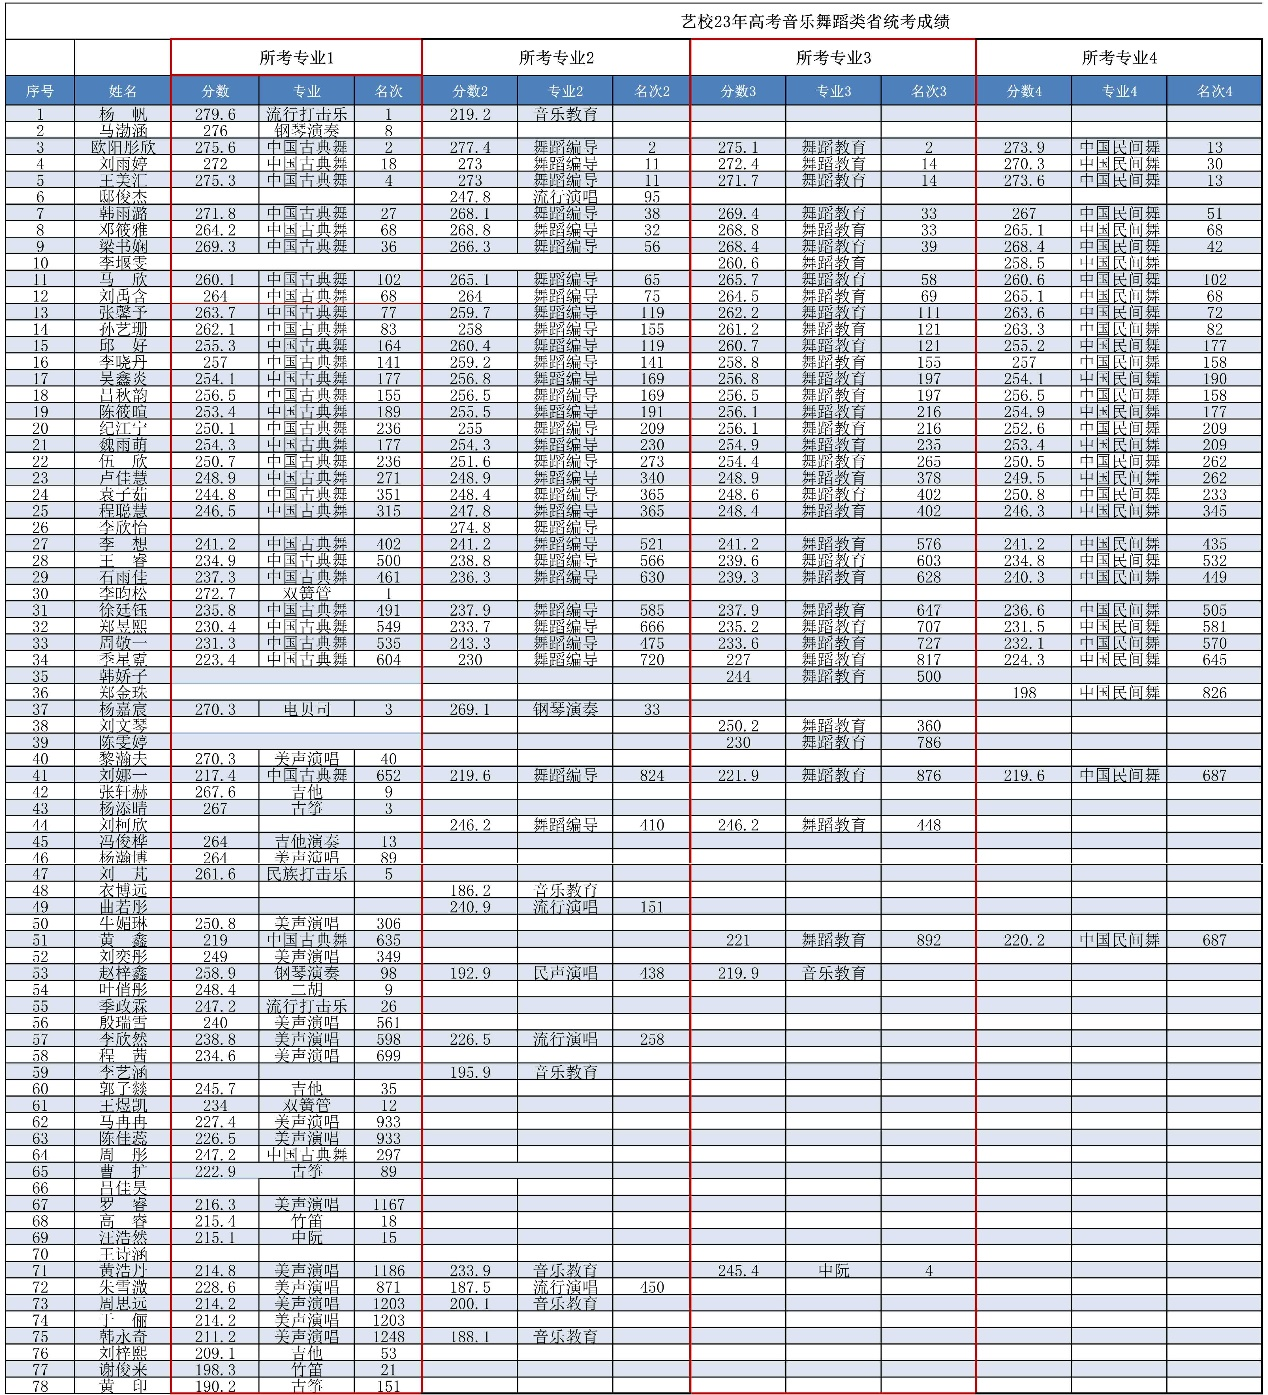 艺校23年高考音乐舞蹈类省统考成绩
所考专业1 所考专业2 所考专业3 所考专业4
序号 姓名 分数 专业 名次 分数2 专业2 名次2 分数3 专业3 名次3 分数4 专业4 名次4
1 杨 帆 279.6 流行打击乐 1 219.2 音乐教育
2 马渤涵 276 钢琴演奏 8
3 欧阳彤欣 275.6 中国古典舞 2 277.4 舞蹈编导 2 275.1 舞蹈教育 2 273.9 中国民间舞 13
4 刘雨婷 272 中国古典舞 18 273 舞蹈编导 11 272.4 舞蹈教育 14 270.3 中国民间舞 30
5 王美汇 275.3 中国古典舞 4 273 舞蹈编导 11 271.7 舞蹈教育 14 273.6 中国民间舞 13
6 邸俊杰 247.8 流行演唱 95
7 韩雨潞 271.8 中国古典舞 27 268.1 舞蹈编导 38 269.4 舞蹈教育 33 267 中国民间舞 51
8 邓筱雅 264.2 中国古典舞 68 268.8 舞蹈编导 32 268.8 舞蹈教育 33 265.1 中国民间舞 68
9 梁书娴 269.3 中国古典舞 36 266.3 舞蹈编导 56 268.4 舞蹈教育 39 268.4 中国民间舞 42
10 李堰雯 260.6 舞蹈教育 258.5 中国民间舞
11 马 欣 260.1 中国古典舞 102 265.1 舞蹈编导 65 265.7 舞蹈教育 58 260.6 中国民间舞 102
12 刘禹含 264 中国古典舞 68 264 舞蹈编导 75 264.5 舞蹈教育 69 265.1 中国民间舞 68
13 张馨予 263.7 中国古典舞 77 259.7 舞蹈编导 119 262.2 舞蹈教育 111 263.6 中国民间舞 72
14 孙艺珊 262.1 中国古典舞 83 258 舞蹈编导 155 261.2 舞蹈教育 121 263.3 中国民间舞 82
15 邱 好 255.3 中国古典舞 164 260.4 舞蹈编导 119 260.7 舞蹈教育 121 255.2 中国民间舞 177
16 李晓丹 257 中国古典舞 141 259.2 舞蹈编导 141 258.8 舞蹈教育 155 257 中国民间舞 158
17 吴鑫炎 254.1 中国古典舞 177 256.8 舞蹈编导 169 256.8 舞蹈教育 197 254.1 中国民间舞 190
18 吕秋韵 256.5 中国古典舞 155 256.5 舞蹈编导 169 256.5 舞蹈教育 197 256.5 中国民间舞 158
19 陈筱暄 253.4 中国古典舞 189 255.5 舞蹈编导 191 256.1 舞蹈教育 216 254.9 中国民间舞 177
20 纪江宁 250.1 中国古典舞 236 255 舞蹈编导 209 256.1 舞蹈教育 216 252.6 中国民间舞 209
21 魏雨萌 254.3 中国古典舞 177 254.3 舞蹈编导 230 254.9 舞蹈教育 235 253.4 中国民间舞 209
22 伍 欣 250.7 中国古典舞 236 251.6 舞蹈编导 273 254.4 舞蹈教育 265 250.5 中国民间舞 262
23 卢佳慧 248.9 中国古典舞 271 248.9 舞蹈编导 340 248.9 舞蹈教育 378 249.5 中国民间舞 262
24 袁子茹 244.8 中国古典舞 351 248.4 舞蹈编导 365 248.6 舞蹈教育 402 250.8 中国民间舞 233
25 程聪慧 246.5 中国古典舞 315 247.8 舞蹈编导 365 248.4 舞蹈教育 402 246.3 中国民间舞 345
26 李欣怡 274.8 舞蹈编导
27 李 想 241.2 中国古典舞 402 241.2 舞蹈编导 521 241.2 舞蹈教育 576 241.2 中国民间舞 435
28 王 睿 234.9 中国古典舞 500 238.8 舞蹈编导 566 239.6 舞蹈教育 603 234.8 中国民间舞 532
29 石雨佳 237.3 中国古典舞 461 236.3 舞蹈编导 630 239.3 舞蹈教育 628 240.3 中国民间舞 449
30 李昀松 272.7 双簧管 1
31 徐廷钰 235.8 中国古典舞 491 237.9 舞蹈编导 585 237.9 舞蹈教育 647 236.6 中国民间舞 505
32 郑昱熙 230.4 中国古典舞 549 233.7 舞蹈编导 666 235.2 舞蹈教育 707 231.5 中国民间舞 581
33 周敬一 231.3 中国古典舞 535 243.3 舞蹈编导 475 233.6 舞蹈教育 727 232.1 中国民间舞 570
34 季星霓 223.4 中国古典舞 604 230 舞蹈编导 720 227 舞蹈教育 817 224.3 中国民间舞 645
35 韩娇子 244 舞蹈教育 500
36 郑金珠 198 中国民间舞 826
37 杨嘉宸 270.3 电贝司 3 269.1 钢琴演奏 33
38 刘文琴 250.2 舞蹈教育 360
39 陈雯婷 230 舞蹈教育 786
40 黎瀚夫 270.3 美声演唱 40
41 刘娜一 217.4 中国古典舞 652 219.6 舞蹈编导 824 221.9 舞蹈教育 876 219.6 中国民间舞 687
42 张轩赫 267.6 吉他 9
43 杨添晴 267 古筝 3
44 刘柯欣 246.2 舞蹈编导 410 246.2 舞蹈教育 448
45 冯俊桦 264 吉他演奏 13
46 杨瀚博 264 美声演唱 89
47 刘 芃 261.6 民族打击乐 5
48 衣博远 186.2 音乐教育
49 曲若彤 240.9 流行演唱 151
50 牛媚琳 250.8 美声演唱 306
51 黄 鑫 219 中国古典舞 635 221 舞蹈教育 892 220.2 中国民间舞 687
52 刘奕彤 249 美声演唱 349
53 赵梓鑫 258.9 钢琴演奏 98 192.9 民声演唱 438 219.9 音乐教育
54 叶俏彤 248.4 二胡 9
55 季政霖 247.2 流行打击乐 26
56 殷瑞雪 240 美声演唱 561
57 李欣然 238.8 美声演唱 598 226.5 流行演唱 258
58 程 茜 234.6 美声演唱 699
59 李艺涵 195.9 音乐教育
60 郭子燚 245.7 吉他 35
61 王煜凯 234 双簧管 12
62 马冉冉 227.4 美声演唱 933
63 陈佳蕊 226.5 美声演唱 933
64 周 彤 247.2 中国古典舞 297
65 曹 扩 222.9 古筝 89
66 吕佳昊
67 罗 睿 216.3 美声演唱 1167
68 高 睿 215.4 竹笛 18
69 汪浩然 215.1 中阮 15
70 王诗涵
71 黄浩丹 214.8 美声演唱 1186 233.9 音乐教育 245.4 中阮 4
72 朱雪溦 228.6 美声演唱 871 187.5 流行演唱 450
73 周思远 214.2 美声演唱 1203 200.1 音乐教育
74 于 俪 214.2 美声演唱 1203
75 韩永奇 211.2 美声演唱 1248 188.1 音乐教育
76 刘梓熙 209.1 吉他 53
77 谢俊来 198.3 竹笛 21
78 黄 印 190.2 古筝 151